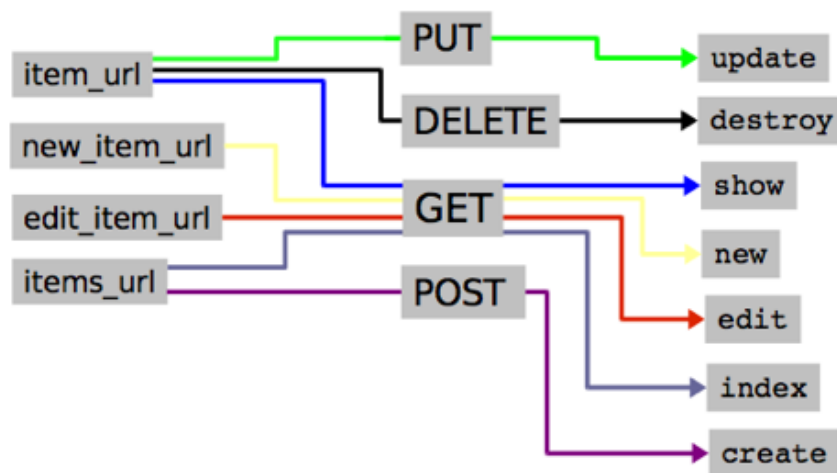 item_url
new_item_url
edit_item_url
items_url
PUT
DELETE
GET
POST
update
destroy
show
new
edit
index
create